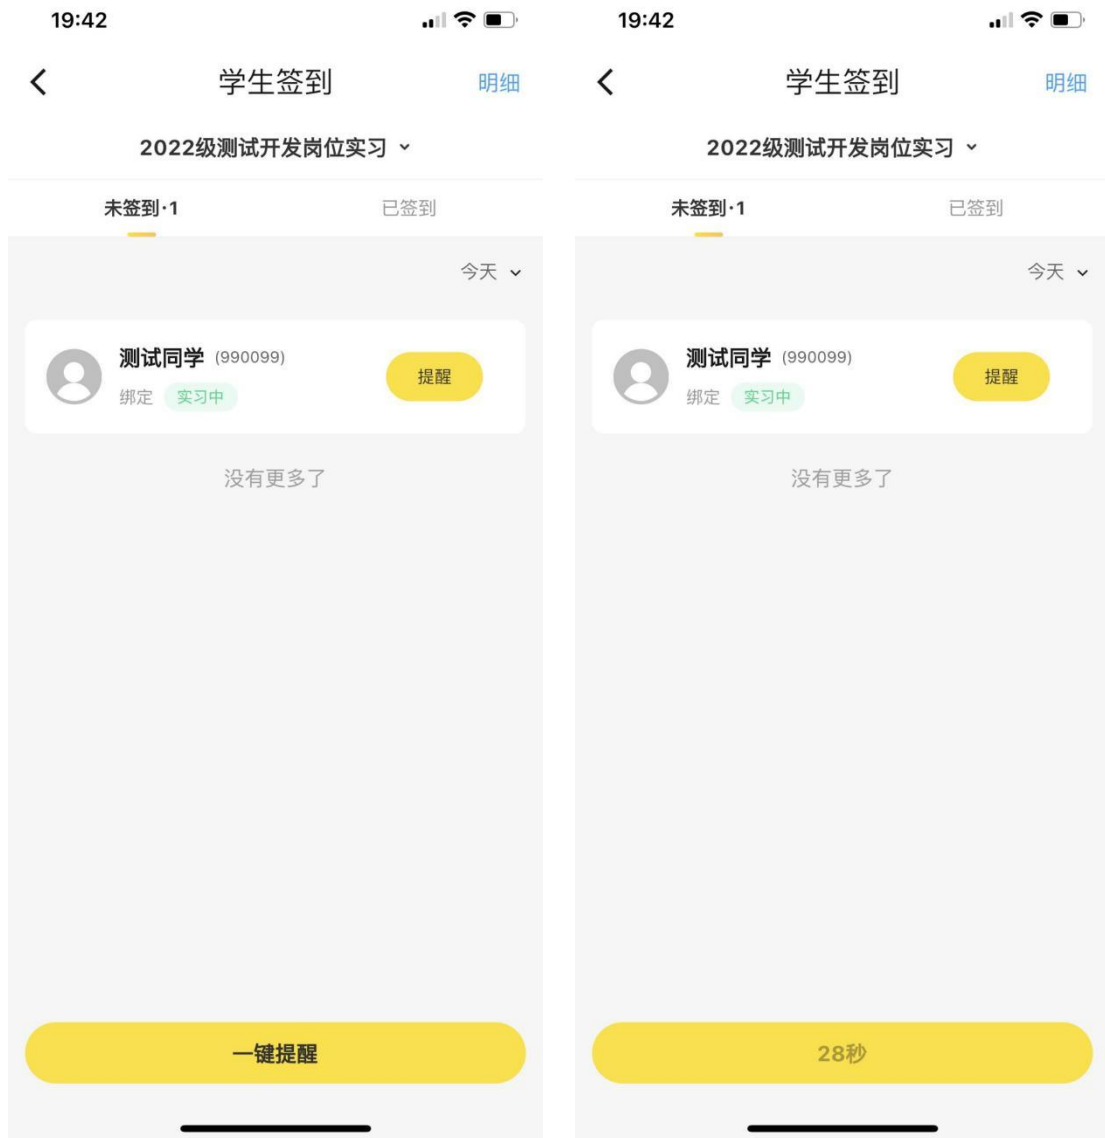 19:42
学生签到
明细
2022级测试开发岗位实习
未签到·1
已签到
今天
测试同学 (990099)
绑定 实习中
提醒
没有更多了
一键提醒
19:42
学生签到
明细
2022级测试开发岗位实习
未签到·1
已签到
今天
测试同学 (990099)
绑定 实习中
提醒
没有更多了
28秒